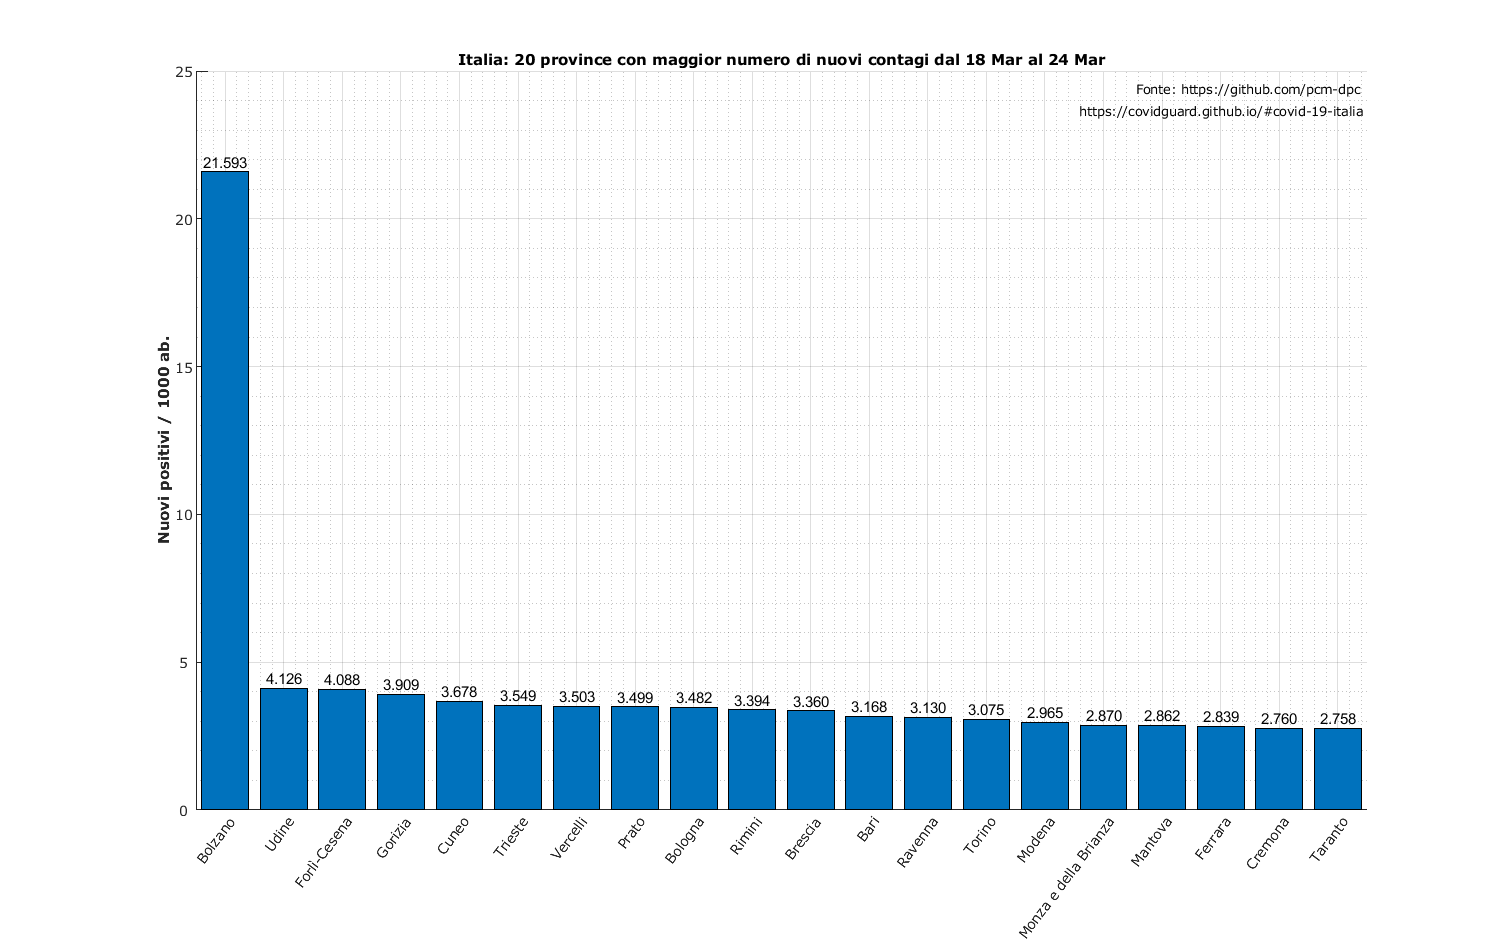 Italia: 20 province con maggior numero di nuovi contagi dal 18 Mar al 24 Mar
Fonte: https://github.com/pcm-dpc
https://covidguard.github.io/#covid-19-italia
Nuovi positivi / 1000 ab.
25
20
15
10
5
0
21.593
4.126
4.088
3.909
3.678
3.549
3.503
3.499
3.482
3.394
3.360
3.168
3.130
3.075
2.965
2.870
2.862
2.839
2.760
2.758
Bolzano
Udine
Forlì-Cesena
Gorizia
Cuneo
Trieste
Vercelli
Prato
Bologna
Rimini
Brescia
Bari
Ravenna
Torino
Modena
Monza e della Brianza
Mantova
Ferrara
Cremona
Taranto